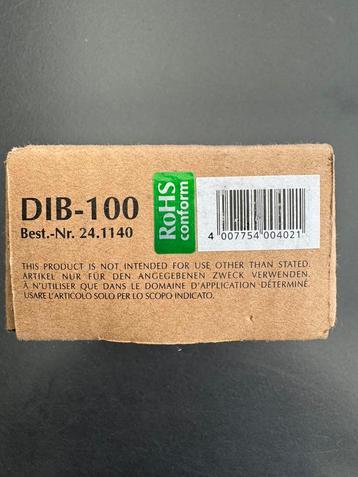 DIB-100
Best.-Nr. 24.1140
RoHS
conform
4 007754 004021
THIS PRODUCT IS NOT INTENDED FOR USE OTHER THAN STATED.
ARTIKEL NUR FÜR DEN ANGEGEBENEN ZWECK VERWENDEN.
À N'UTILISER QUE DANS LE DOMAINE D'APPLICATION DÉTERMINÉ.
USARE L'ARTICOLO SOLO PER LO SCOPO INDICATO.